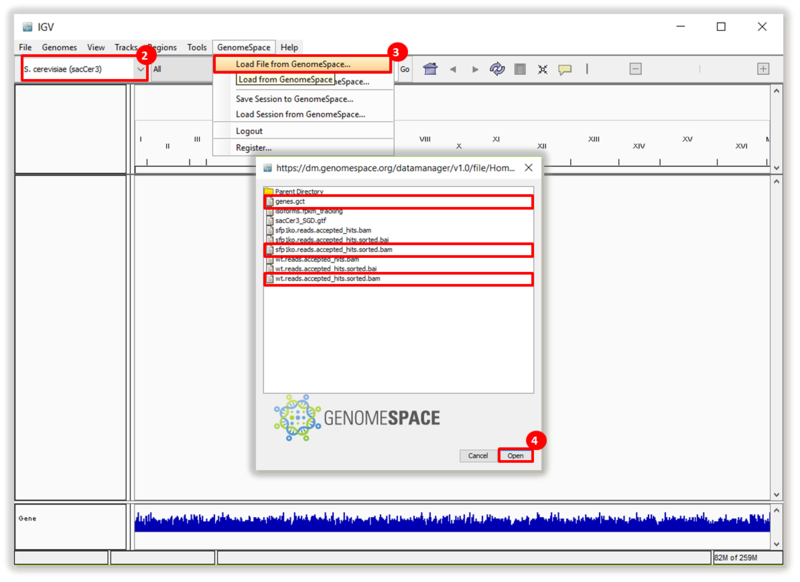 IGV
File Genomes View Tracks Regions Tools GenomeSpace Help
2
3
S. cerevisiae (sacCer3) All Go
Load File from GenomeSpace...
Load from GenomeSpace
eSpace...
Save Session to GenomeSpace...
Load Session from GenomeSpace...
Logout
Register...
I II III VIII X XI XII XIII XIV XV XVI
https://dm.genomespace.org/datamanager/v1.0/file/Hom...
Parent Directory
genes.gct
isoforms.fpkm_tracking
sacCer3_SGD.gtf
sfp1ko.reads.accepted_hits.bam
sfp1ko.reads.accepted_hits.sorted.bai
sfp1ko.reads.accepted_hits.sorted.bam
wt.reads.accepted_hits.bam
wt.reads.accepted_hits.sorted.bai
wt.reads.accepted_hits.sorted.bam
GENOMESPACE
4
Cancel Open
Gene
82M of 259M